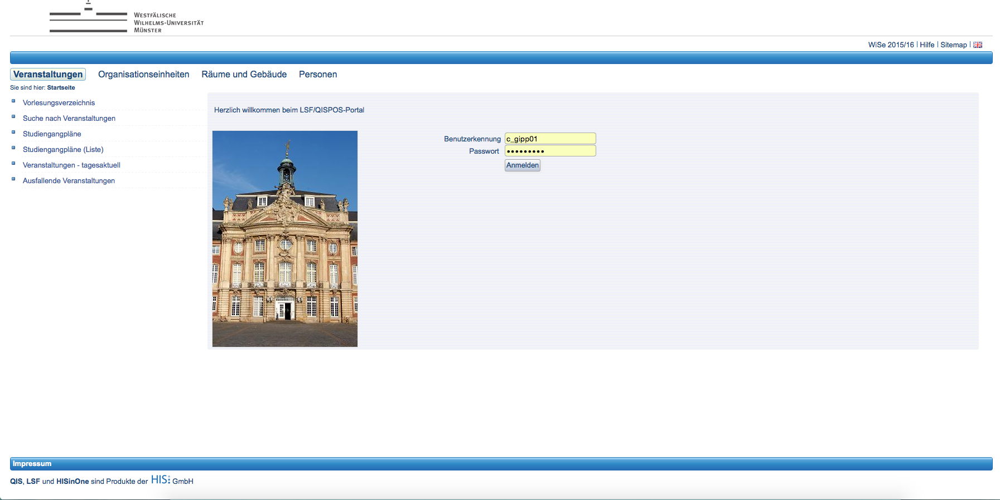 WESTFÄLISCHE
WILHELMS-UNIVERSITÄT
MÜNSTER
WiSe 2015/16 | Hilfe | Sitemap |
Veranstaltungen Organisationseinheiten Räume und Gebäude Personen
Sie sind hier: Startseite
Vorlesungsverzeichnis
Suche nach Veranstaltungen
Studiengangpläne
Studiengangpläne (Liste)
Veranstaltungen - tagesaktuell
Ausfallende Veranstaltungen
Herzlich willkommen beim LSF/QISPOS-Portal
Benutzerkennung c_gipp01
Passwort •••••••••
Anmelden
Impressum
QIS, LSF und HISinOne sind Produkte der HIS: GmbH